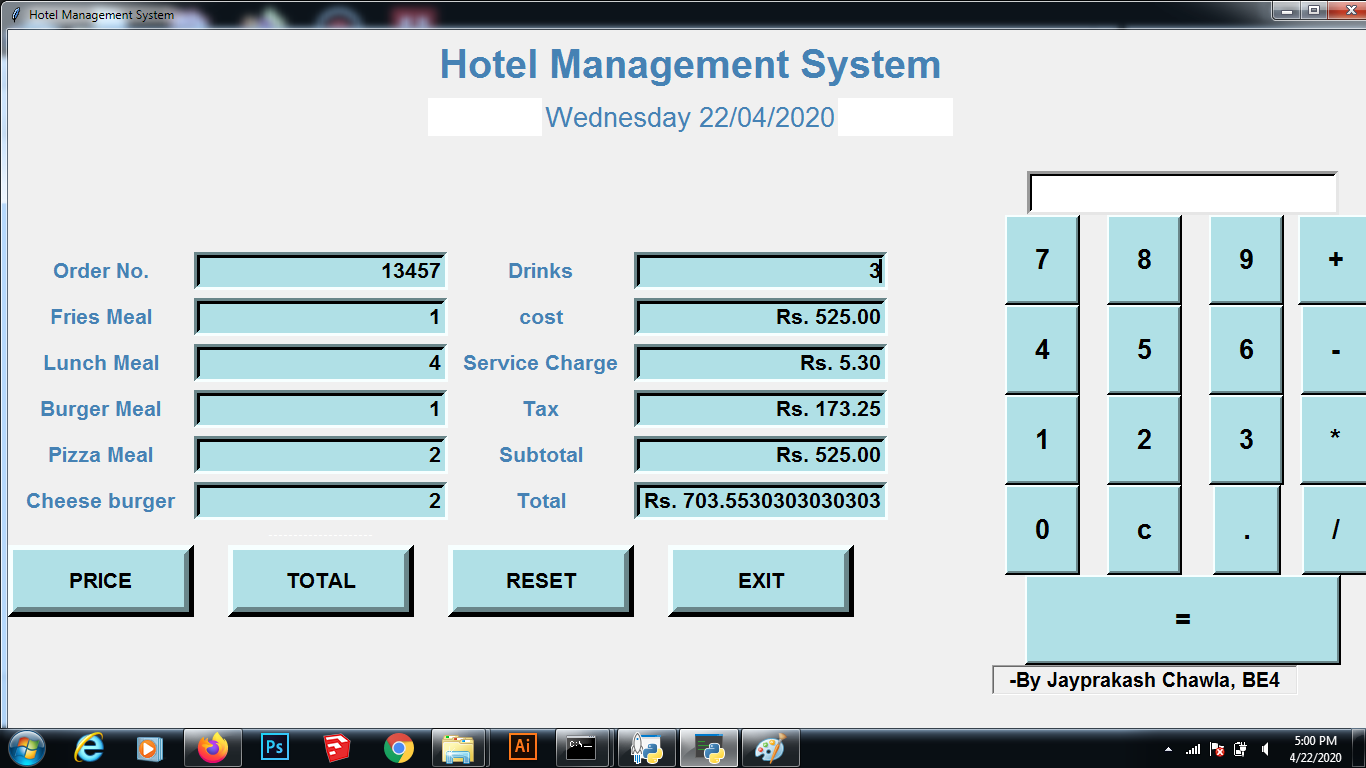 Hotel Management System
Hotel Management System
Wednesday 22/04/2020
Order No. 13457 Drinks 3
Fries Meal 1 cost Rs. 525.00
Lunch Meal 4 Service Charge Rs. 5.30
Burger Meal 1 Tax Rs. 173.25
Pizza Meal 2 Subtotal Rs. 525.00
Cheese burger 2 Total Rs. 703.5530303030303
PRICE TOTAL RESET EXIT
7 8 9 +
4 5 6 -
1 2 3 *
0 c . /
=
-By Jayprakash Chawla, BE4
Ps Ai C:\
5:00 PM
4/22/2020